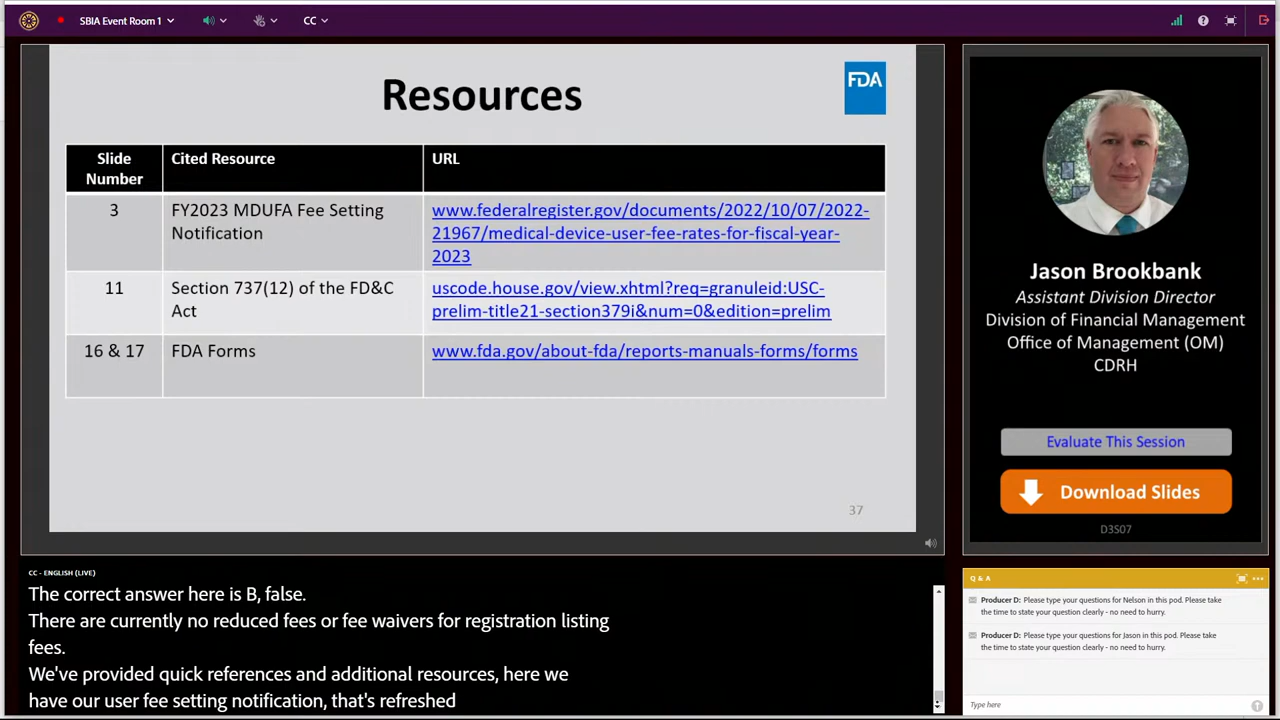 SBIA Event Room 1
CC
Resources
FDA
Slide Number
Cited Resource
URL
3
FY2023 MDUFA Fee Setting
Notification
www.federalregister.gov/documents/2022/10/07/2022-
21967/medical-device-user-fee-rates-for-fiscal-year-
2023
11
Section 737(12) of the FD&C
Act
uscode.house.gov/view.xhtml?req=granuleid:USC-
prelim-title21-section379i&num=0&edition=prelim
16 & 17
FDA Forms
www.fda.gov/about-fda/reports-manuals-forms/forms
37
Jason Brookbank
Assistant Division Director
Division of Financial Management
Office of Management (OM)
CDRH
Evaluate This Session
Download Slides
D3S07
CC - ENGLISH (LIVE)
The correct answer here is B, false.
There are currently no reduced fees or fee waivers for registration listing
fees.
We've provided quick references and additional resources, here we
have our user fee setting notification, that's refreshed
Q & A
Producer D: Please type your questions for Nelson in this pod. Please take
the time to state your question clearly - no need to hurry.
Producer D: Please type your questions for Jason in this pod. Please take
the time to state your question clearly - no need to hurry.
Type here